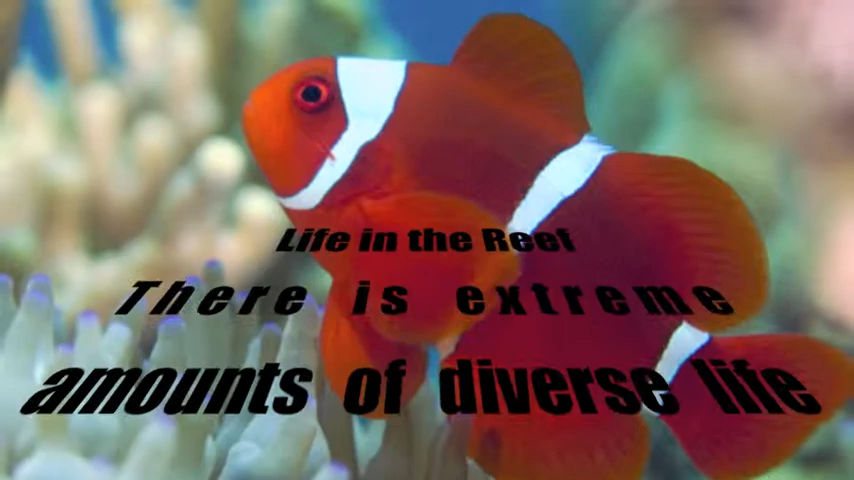 Life in the Reef
There is extreme
amounts of diverse life